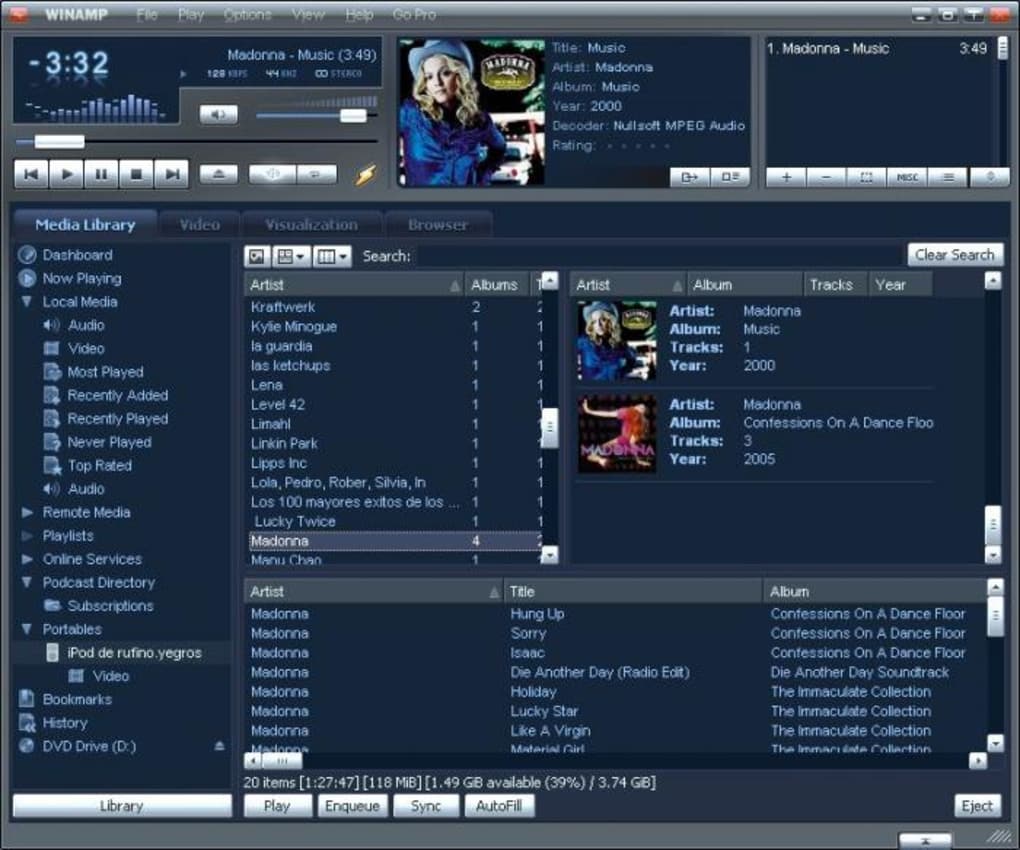 WINAMP File Play Options View Help Go Pro
-3:32
Madonna - Music (3:49)
128 KBPS 44 KHZ STEREO
MADONNA
Title: Music
Artist: Madonna
Album: Music
Year: 2000
Decoder: Nullsoft MPEG Audio
Rating:
1. Madonna - Music 3:49
+ - MISC
Media Library Video Visualization Browser
Dashboard
Now Playing
Local Media
Audio
Video
Most Played
Recently Added
Recently Played
Never Played
Top Rated
Audio
Remote Media
Playlists
Online Services
Podcast Directory
Subscriptions
Portables
iPod de rufino.yegros
Video
Bookmarks
History
DVD Drive (D:)
Library
Search: Clear Search
Artist Albums T
Kraftwerk 2 2
Kylie Minogue 1 1
la guardia 1 1
las ketchups 1 1
Lena 1 1
Level 42 1 1
Limahl 1 1
Linkin Park 1 1
Lipps Inc 1 1
Lola, Pedro, Rober, Silvia, In 1 1
Los 100 mayores exitos de los ... 1 1
Lucky Twice 1 1
Madonna 4 2
Manu Chao 1 1
Artist Album Tracks Year
Artist: Madonna
Album: Music
Tracks: 1
Year: 2000
MADONNA
Artist: Madonna
Album: Confessions On A Dance Floo
Tracks: 3
Year: 2005
Artist Title Album
Madonna Hung Up Confessions On A Dance Floor
Madonna Sorry Confessions On A Dance Floor
Madonna Isaac Confessions On A Dance Floor
Madonna Die Another Day (Radio Edit) Die Another Day Soundtrack
Madonna Holiday The Immaculate Collection
Madonna Lucky Star The Immaculate Collection
Madonna Like A Virgin The Immaculate Collection
Madonna Material Girl The Immaculate Collection
20 items [1:27:47] [118 MiB] [1.49 GiB available (39%) / 3.74 GiB]
Play Enqueue Sync AutoFill Eject